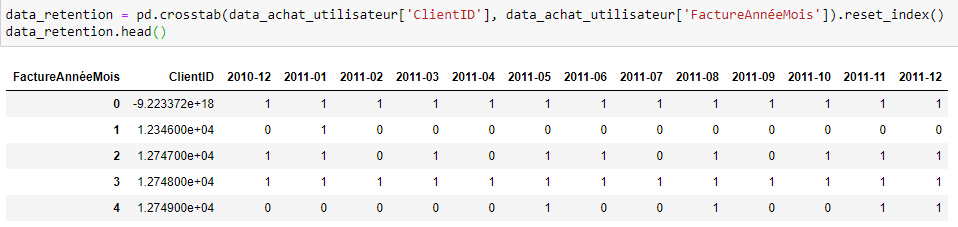 data_retention = pd.crosstab(data_achat_utilisateur['ClientID'], data_achat_utilisateur['FactureAnnéeMois']).reset_index()
data_retention.head()
FactureAnnéeMois ClientID 2010-12 2011-01 2011-02 2011-03 2011-04 2011-05 2011-06 2011-07 2011-08 2011-09 2011-10 2011-11 2011-12
0 -9.223372e+18 1 1 1 1 1 1 1 1 1 1 1 1 1
1 1.234600e+04 0 1 0 0 0 0 0 0 0 0 0 0 0
2 1.274700e+04 1 1 0 1 0 1 1 0 1 0 1 1 1
3 1.274800e+04 1 1 1 1 1 1 1 1 1 1 1 1 1
4 1.274900e+04 0 0 0 0 0 1 0 0 1 0 0 1 1